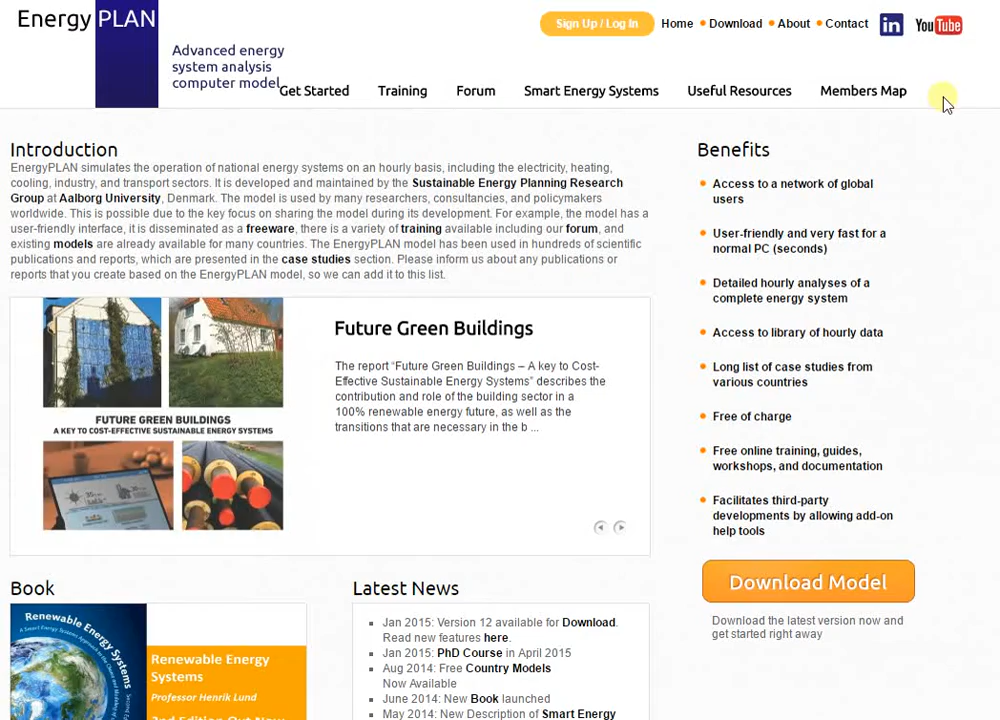 Energy PLAN
Advanced energy
system analysis
computer model
Sign Up / Log In
Home
Download
About
Contact
in
You Tube
Get Started
Training
Forum
Smart Energy Systems
Useful Resources
Members Map
Introduction
EnergyPLAN simulates the operation of national energy systems on an hourly basis, including the electricity, heating,
cooling, industry, and transport sectors. It is developed and maintained by the Sustainable Energy Planning Research
Group at Aalborg University, Denmark. The model is used by many researchers, consultancies, and policymakers
worldwide. This is possible due to the key focus on sharing the model during its development. For example, the model has a
user-friendly interface, it is disseminated as a freeware, there is a variety of training available including our forum, and
existing models are already available for many countries. The EnergyPLAN model has been used in hundreds of scientific
publications and reports, which are presented in the case studies section. Please inform us about any publications or
reports that you create based on the EnergyPLAN model, so we can add it to this list.
FUTURE GREEN BUILDINGS
A KEY TO COST-EFFECTIVE SUSTAINABLE ENERGY SYSTEMS
Future Green Buildings
The report “Future Green Buildings – A key to Cost-
Effective Sustainable Energy Systems” describes the
contribution and role of the building sector in a
100% renewable energy future, as well as the
transitions that are necessary in the b ...
Benefits
Access to a network of global
users
User-friendly and very fast for a
normal PC (seconds)
Detailed hourly analyses of a
complete energy system
Access to library of hourly data
Long list of case studies from
various countries
Free of charge
Free online training, guides,
workshops, and documentation
Facilitates third-party
developments by allowing add-on
help tools
Download Model
Download the latest version now and
get started right away
Book
Renewable Energy Systems
Renewable Energy
Systems
Professor Henrik Lund
2nd Edition Out Now
Latest News
Jan 2015: Version 12 available for Download.
Read new features here.
Jan 2015: PhD Course in April 2015
Aug 2014: Free Country Models
Now Available
June 2014: New Book launched
May 2014: New Description of Smart Energy